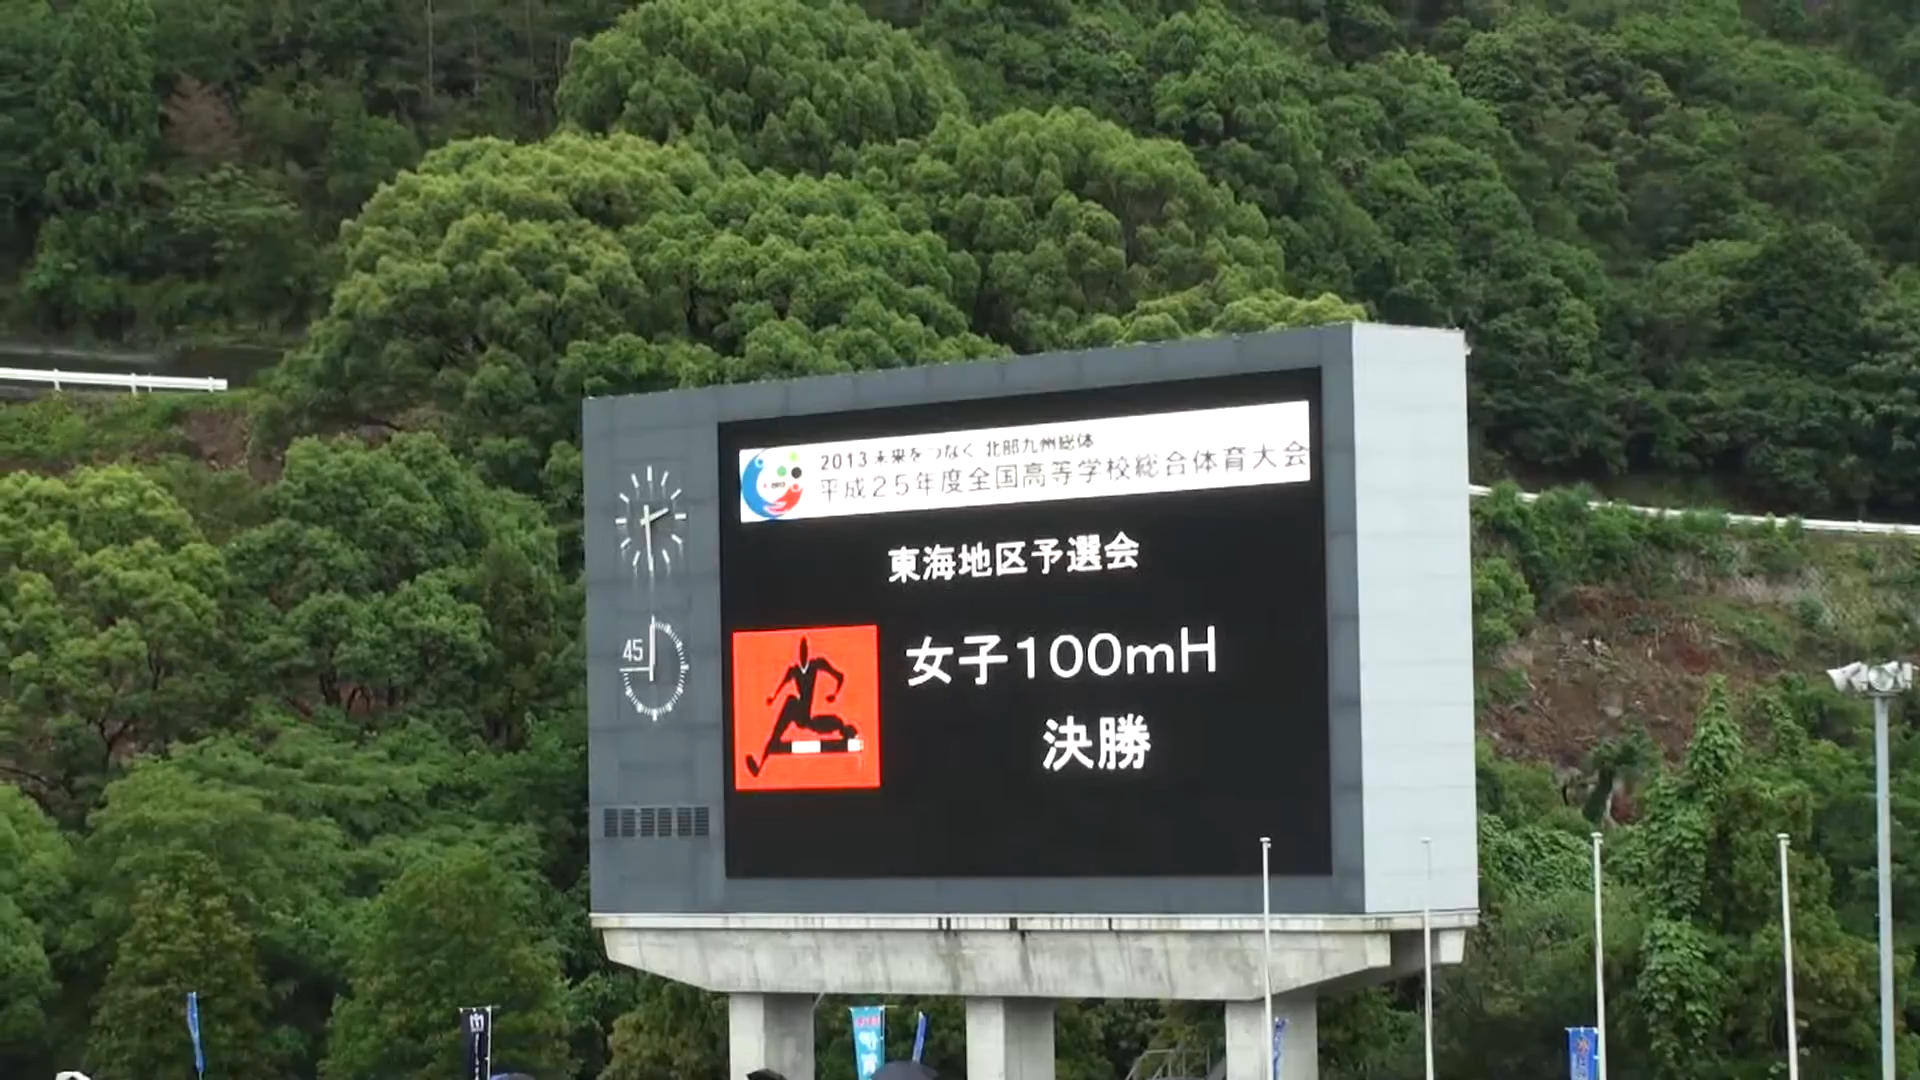 2013 未来をつなく 北部九州総体
平成25年度全国高等学校総合体育大会
東海地区予選会
45
女子100mH
決勝